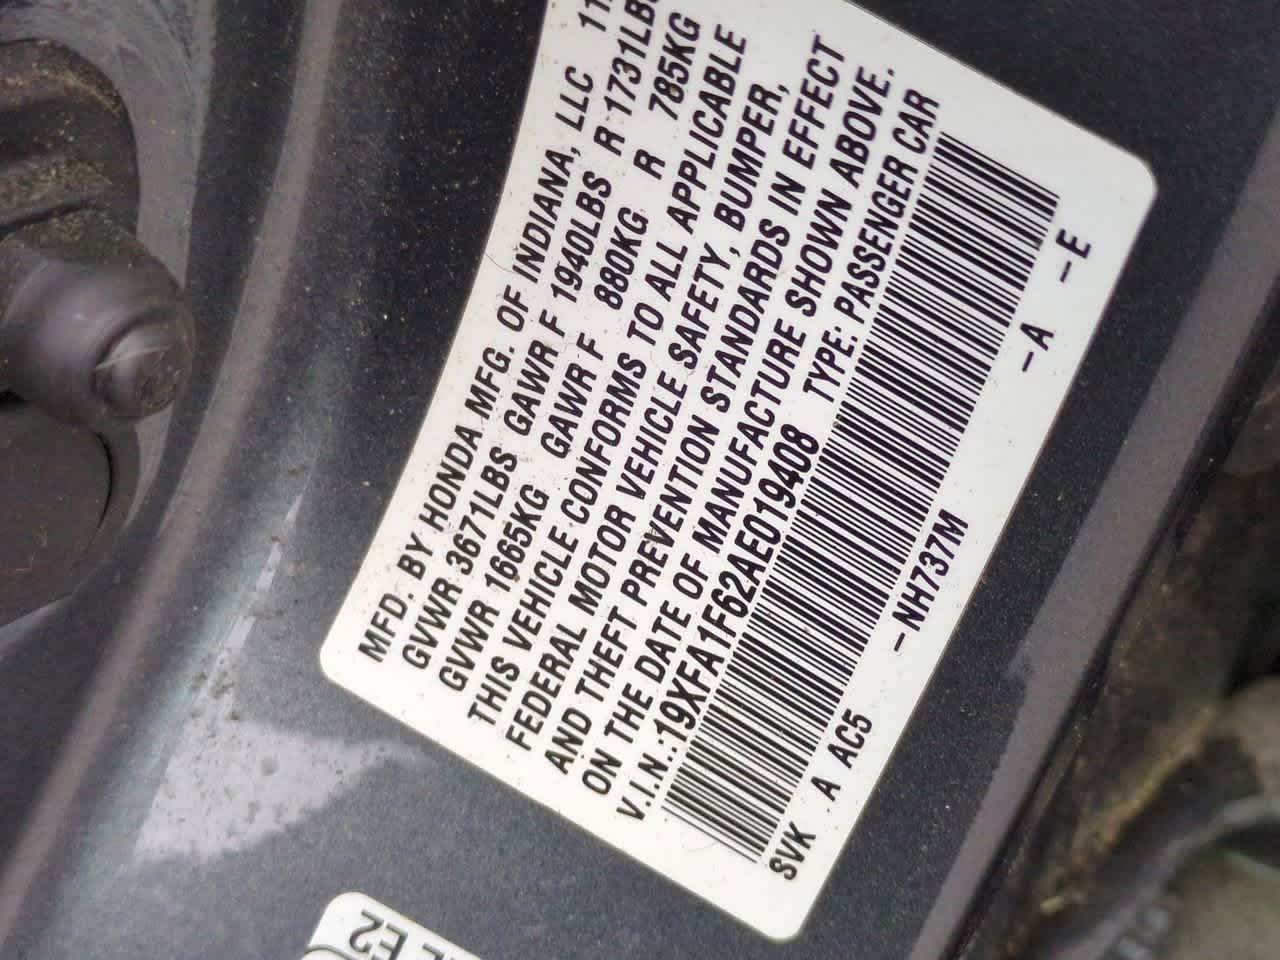 MFD. BY HONDA MFG. OF INDIANA, LLC 11
GVWR 3671LBS GAWR F 1940LBS R 1731LBS
GVWR 1665KG GAWR F 880KG R 785KG
THIS VEHICLE CONFORMS TO ALL APPLICABLE
FEDERAL MOTOR VEHICLE SAFETY, BUMPER,
AND THEFT PREVENTION STANDARDS IN EFFECT
ON THE DATE OF MANUFACTURE SHOWN ABOVE.
V.I.N.:19XFA1F62AE019408 TYPE: PASSENGER CAR
SVK A AC5 -NH737M -A -E
E2